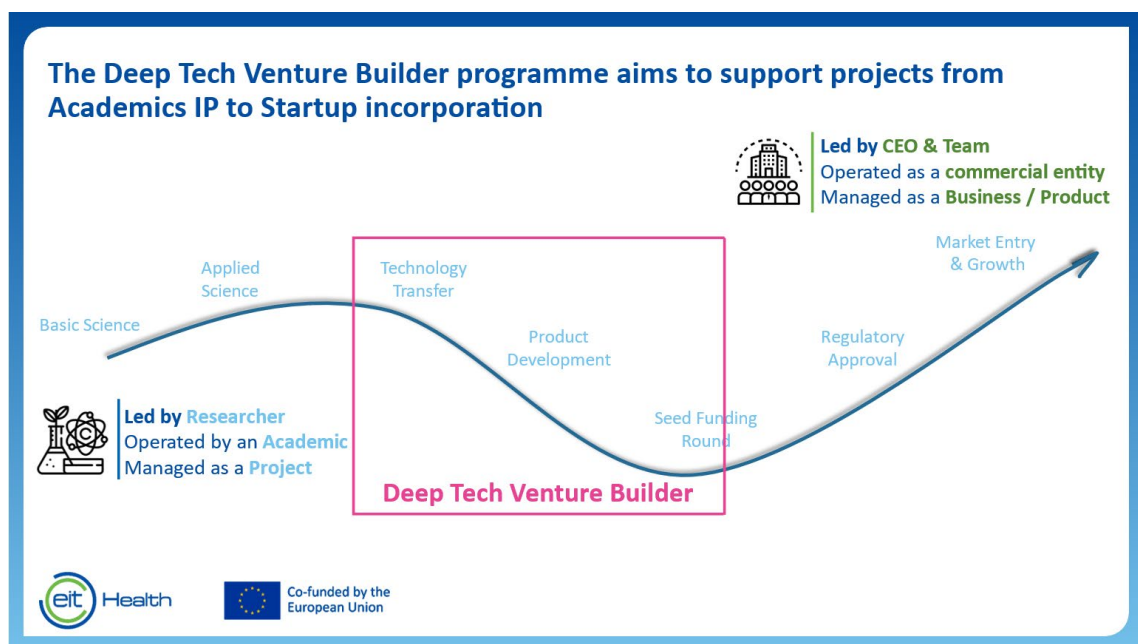 The Deep Tech Venture Builder programme aims to support projects from
Academics IP to Startup incorporation
Led by CEO & Team
Operated as a commercial entity
Managed as a Business / Product
Market Entry
& Growth
Applied
Science
Technology
Transfer
Basic Science
Product
Development
Regulatory
Approval
Led by Researcher
Operated by an Academic
Managed as a Project
Seed Funding
Round
Deep Tech Venture Builder
eit Health
Co-funded by the
European Union